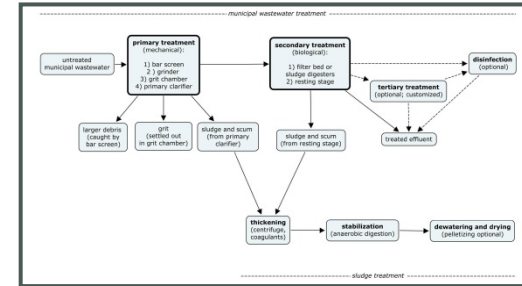 municipal wastewater treatment
untreated
municipal wastewater
primary treatment
(mechanical):
1) bar screen
2 ) grinder
3) grit chamber
4) primary clarifier
secondary treatment
(biological):
1) filter bed or
sludge digesters
2) resting stage
disinfection
(optional)
tertiary treatment
(optional; customized)
larger debris
(caught by
bar screen)
grit
(settled out
in grit chamber)
sludge and scum
(from primary
clarifier)
sludge and scum
(from resting stage)
treated effluent
thickening
(centrifuge,
coagulants)
stabilization
(anaerobic digestion)
dewatering and drying
(pelletizing optional)
sludge treatment